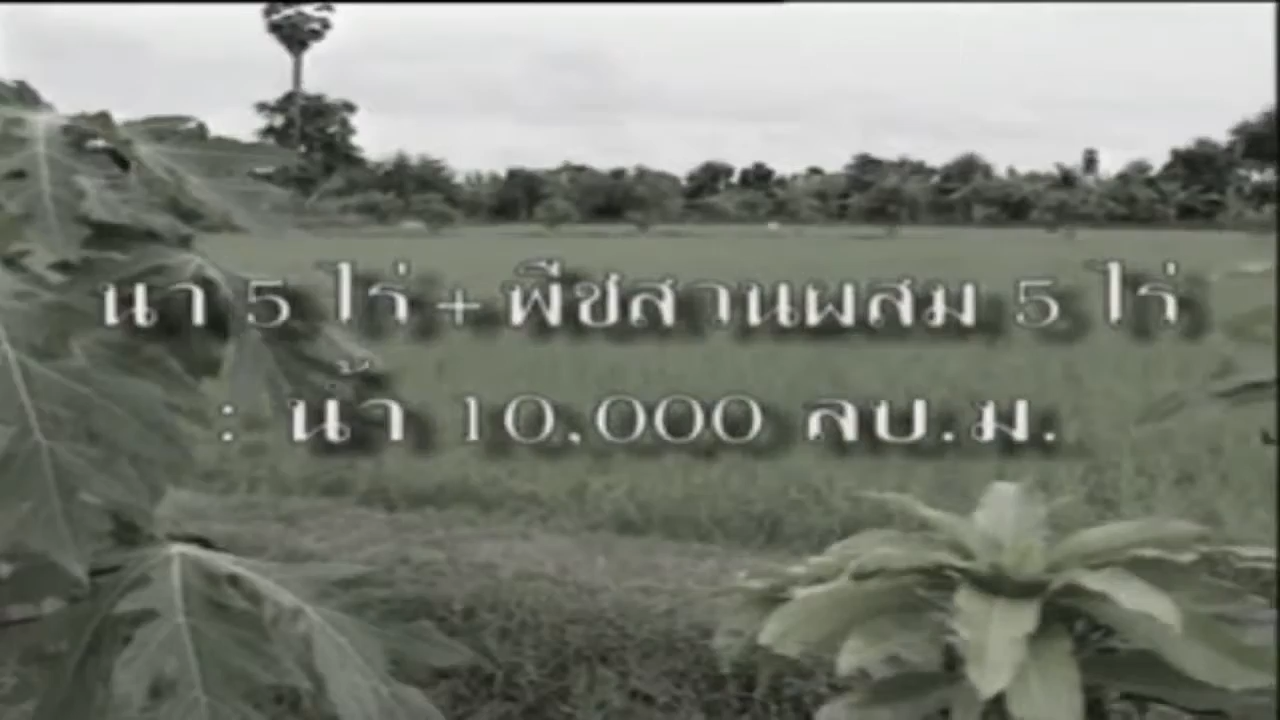 นา 5 ไร่ + พืชสวนผสม 5 ไร่
: น้ำ 10,000 ลบ.ม.